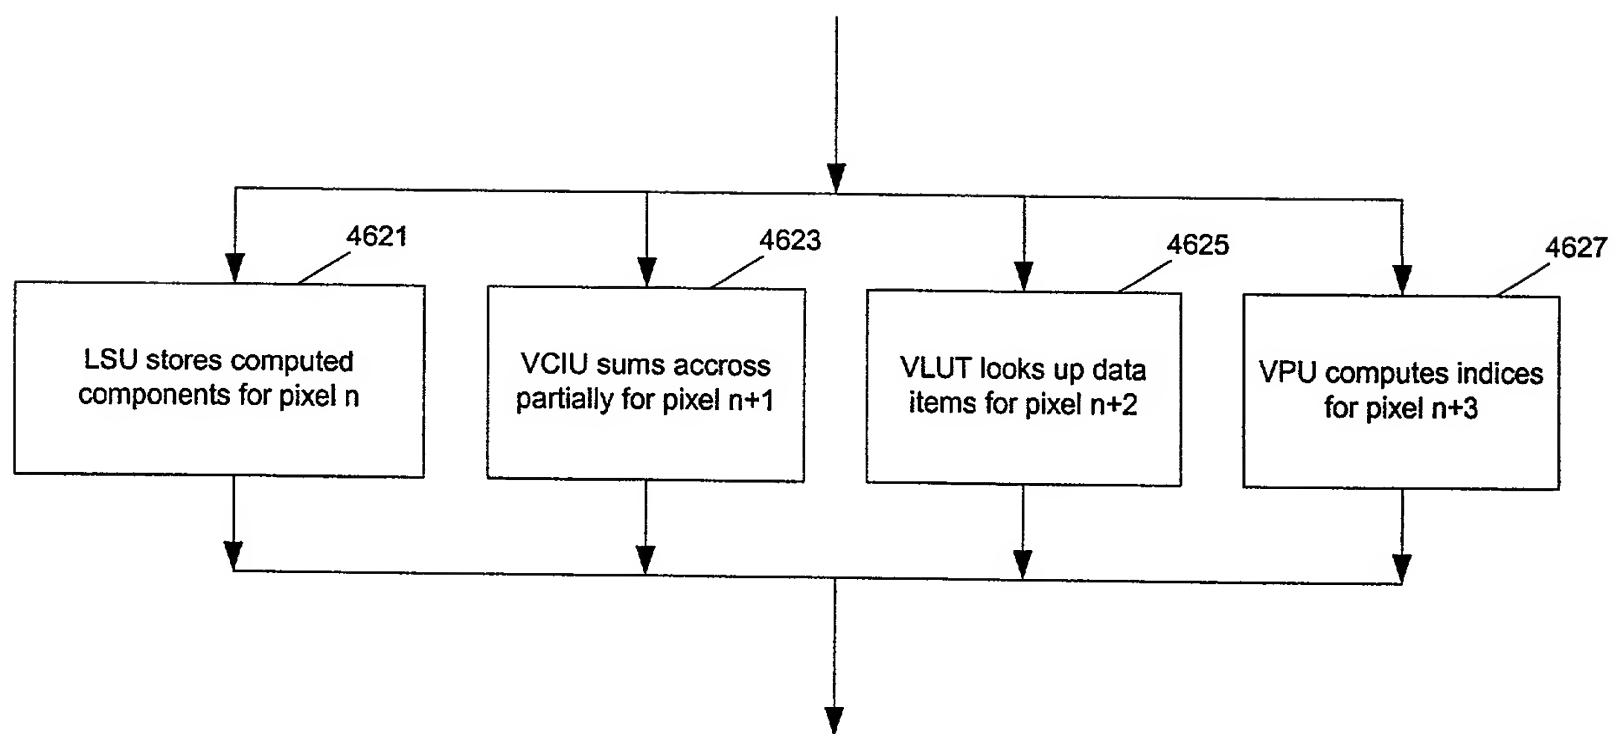 4621
4623
4625
4627
LSU stores computed
components for pixel n
VCIU sums accross
partially for pixel n+1
VLUT looks up data
items for pixel n+2
VPU computes indices
for pixel n+3